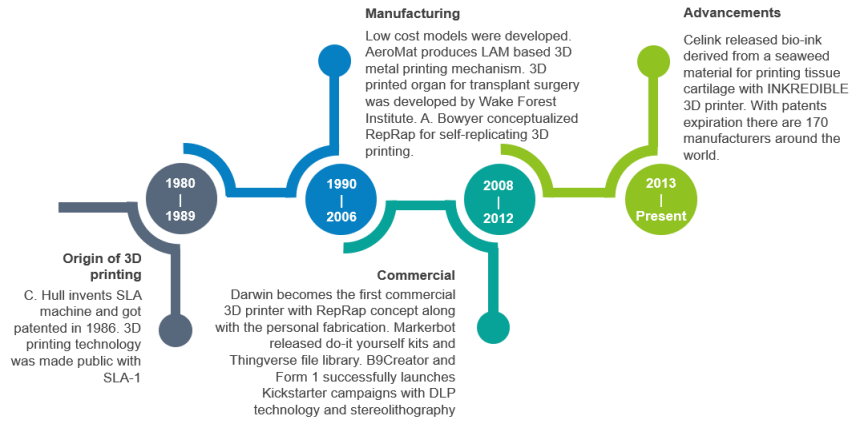 1980
|
1989
Origin of 3D
printing
C. Hull invents SLA
machine and got
patented in 1986. 3D
printing technology
was made public with
SLA-1
1990
|
2006
Manufacturing
Low cost models were developed.
AeroMat produces LAM based 3D
metal printing mechanism. 3D
printed organ for transplant surgery
was developed by Wake Forest
Institute. A. Bowyer conceptualized
RepRap for self-replicating 3D
printing.
2008
|
2012
Commercial
Darwin becomes the first commercial
3D printer with RepRap concept along
with the personal fabrication. Markerbot
released do-it yourself kits and
Thingverse file library. B9Creator and
Form 1 successfully launches
Kickstarter campaigns with DLP
technology and stereolithography
2013
|
Present
Advancements
Celink released bio-ink
derived from a seaweed
material for printing tissue
cartilage with INKREDIBLE
3D printer. With patents
expiration there are 170
manufacturers around the
world.